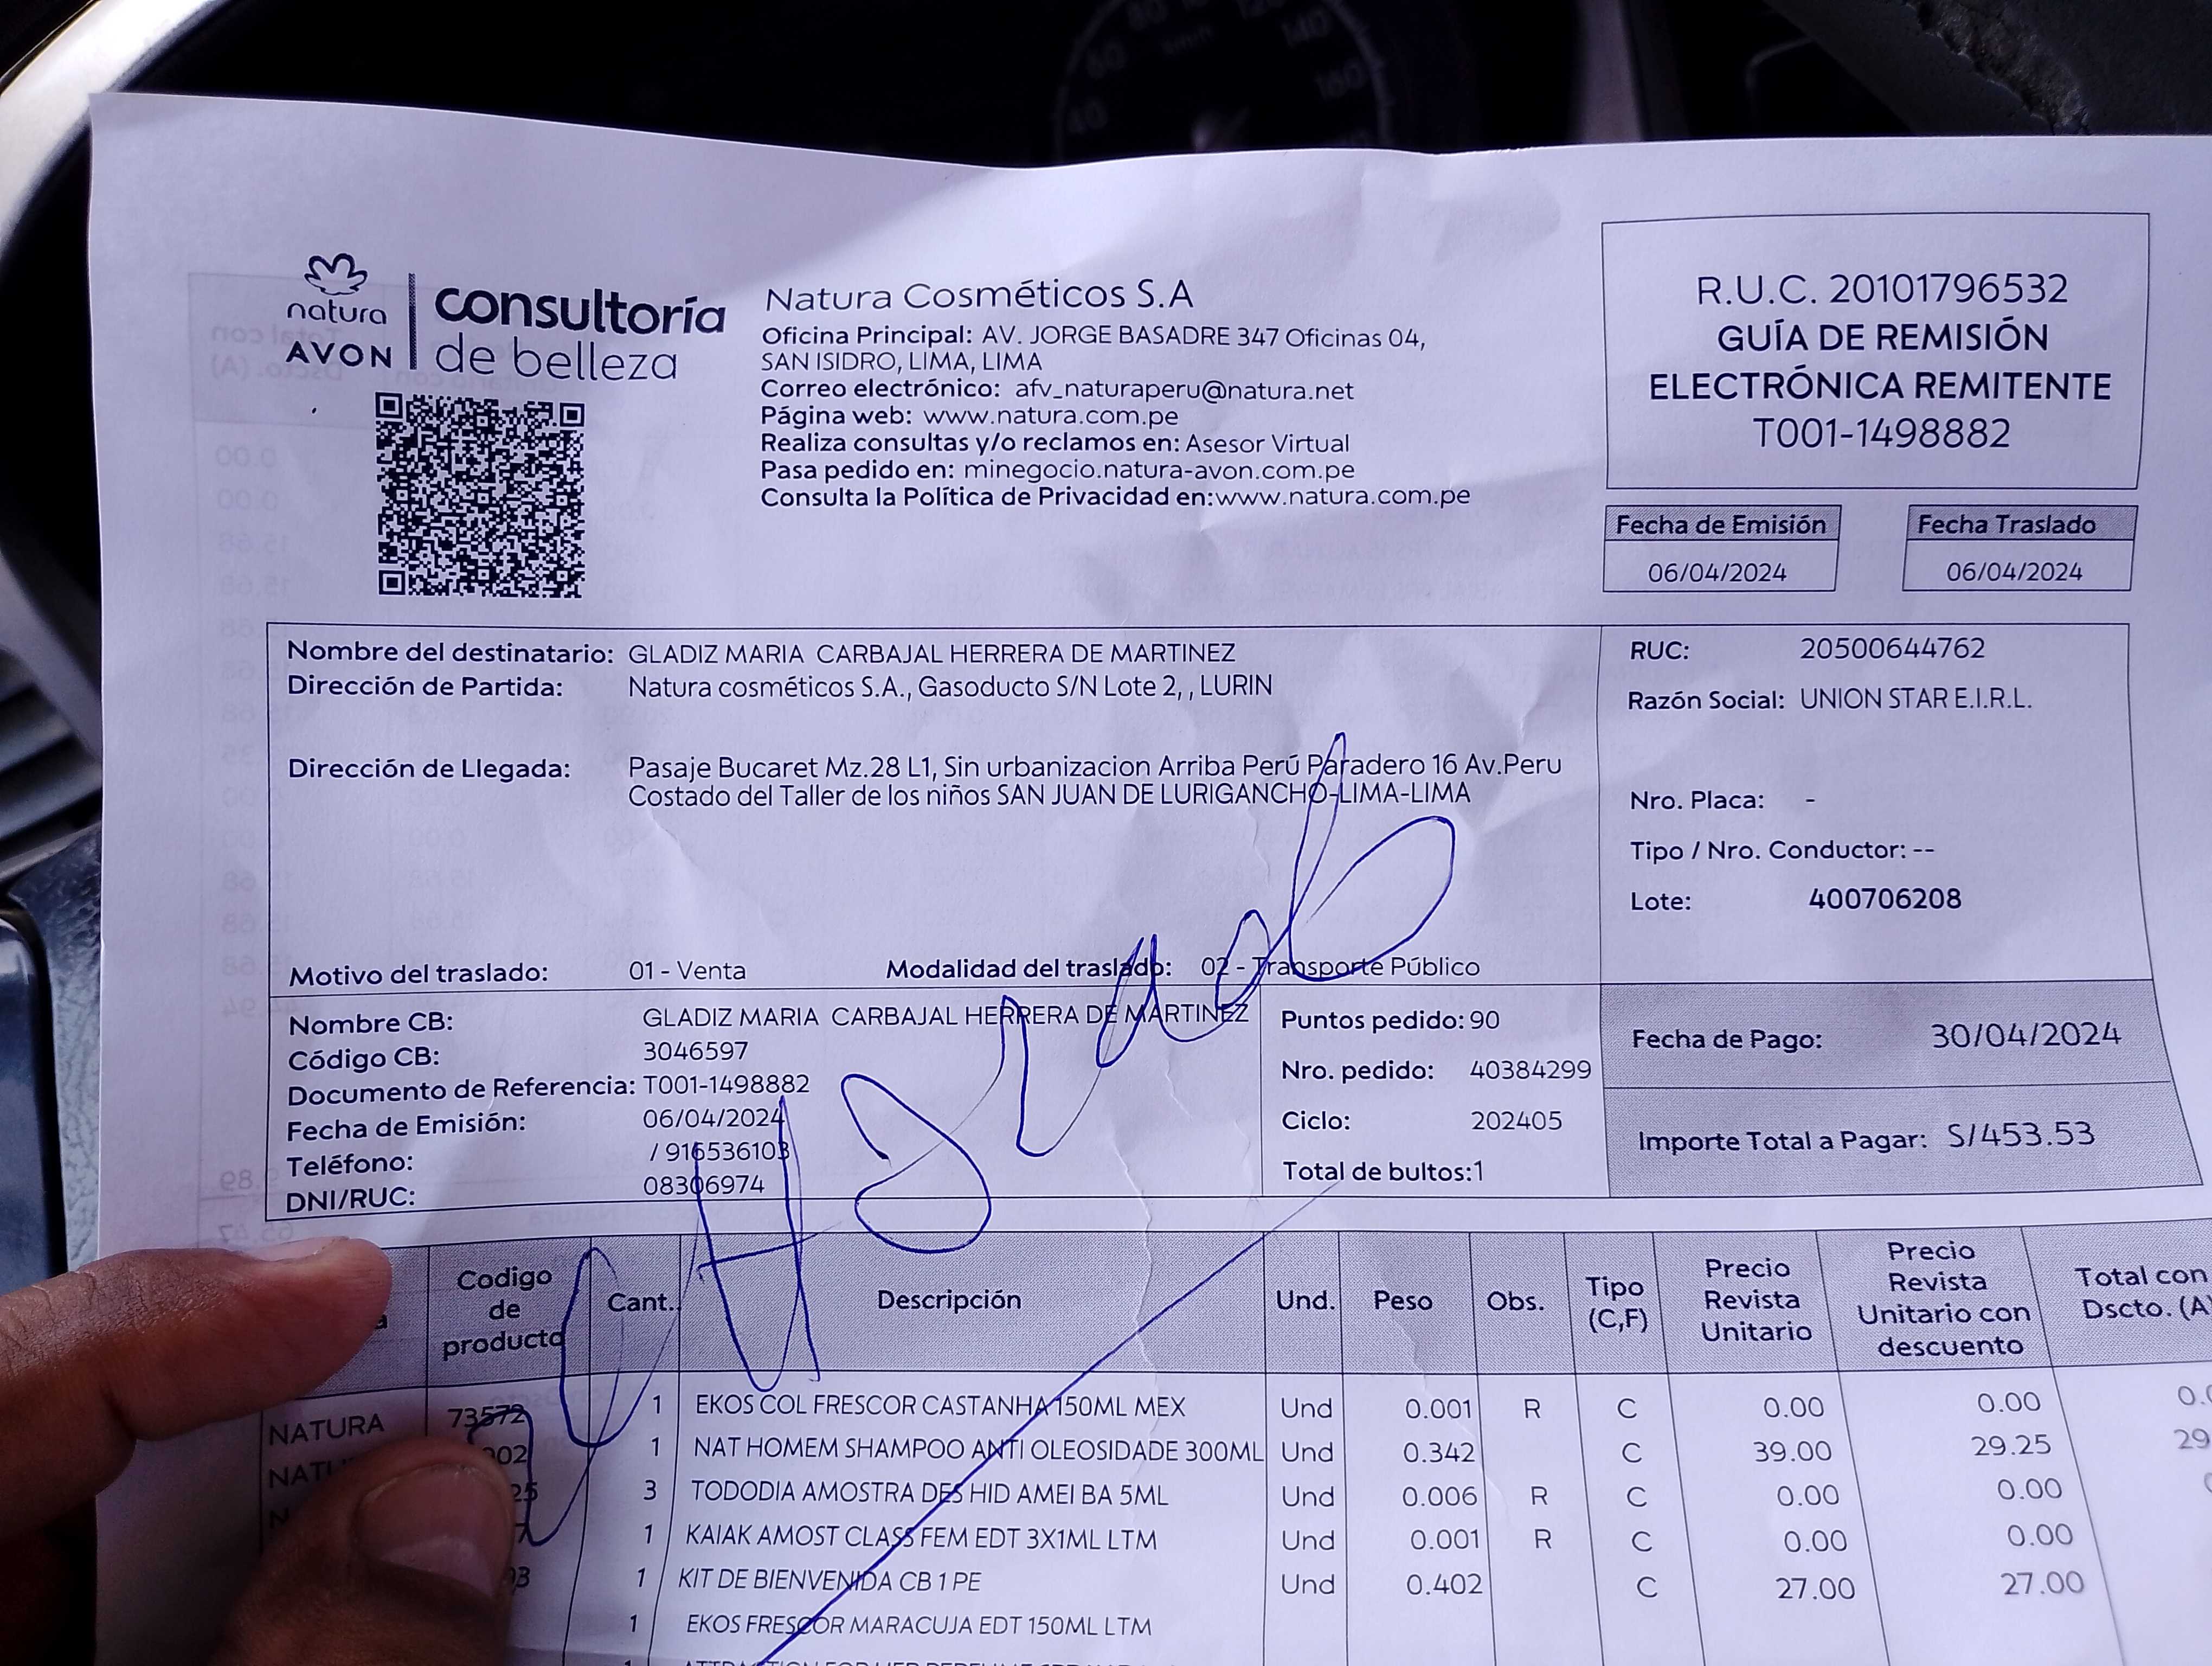 natura
AVON
consultoría
de belleza
Natura Cosméticos S.A
Oficina Principal: AV. JORGE BASADRE 347 Oficinas 04,
SAN ISIDRO, LIMA, LIMA
Correo electrónico: afv_naturaperu@natura.net
Página web: www.natura.com.pe
Realiza consultas y/o reclamos en: Asesor Virtual
Pasa pedido en: minegocio.natura-avon.com.pe
Consulta la Política de Privacidad en:www.natura.com.pe
R.U.C. 20101796532
GUÍA DE REMISIÓN
ELECTRÓNICA REMITENTE
T001-1498882
Fecha de Emisión
06/04/2024
Fecha Traslado
06/04/2024
Nombre del destinatario: GLADIZ MARIA CARBAJAL HERRERA DE MARTINEZ
Dirección de Partida: Natura cosméticos S.A., Gasoducto S/N Lote 2, , LURIN
Dirección de Llegada: Pasaje Bucaret Mz.28 L1, Sin urbanizacion Arriba Perú Paradero 16 Av.Peru
Costado del Taller de los niños SAN JUAN DE LURIGANCHO-LIMA-LIMA
Motivo del traslado: 01 - Venta Modalidad del traslado: 02 - Transporte Público
RUC: 20500644762
Razón Social: UNION STAR E.I.R.L.
Nro. Placa: -
Tipo / Nro. Conductor: --
Lote: 400706208
Nombre CB: GLADIZ MARIA CARBAJAL HERRERA DE MARTINEZ
Código CB: 3046597
Documento de Referencia: T001-1498882
Fecha de Emisión: 06/04/2024
Teléfono: / 916536103
DNI/RUC: 08306974
Puntos pedido: 90
Nro. pedido: 40384299
Ciclo: 202405
Total de bultos:1
Fecha de Pago: 30/04/2024
Importe Total a Pagar: S/453.53
Codigo de producto Cant. Descripción Und. Peso Obs. Tipo (C,F) Precio Revista Unitario Precio Revista Unitario con descuento Total con Dscto. (A)
NATURA 73572 1 EKOS COL FRESCOR CASTANHA 150ML MEX Und 0.001 R C 0.00 0.00
1 NAT HOMEM SHAMPOO ANTI OLEOSIDADE 300ML Und 0.342 C 39.00 29.25
3 TODODIA AMOSTRA DES HID AMEI BA 5ML Und 0.006 R C 0.00 0.00
1 KAIAK AMOST CLASS FEM EDT 3X1ML LTM Und 0.001 R C 0.00 0.00
1 KIT DE BIENVENIDA CB 1 PE Und 0.402 C 27.00 27.00
1 EKOS FRESCOR MARACUJA EDT 150ML LTM